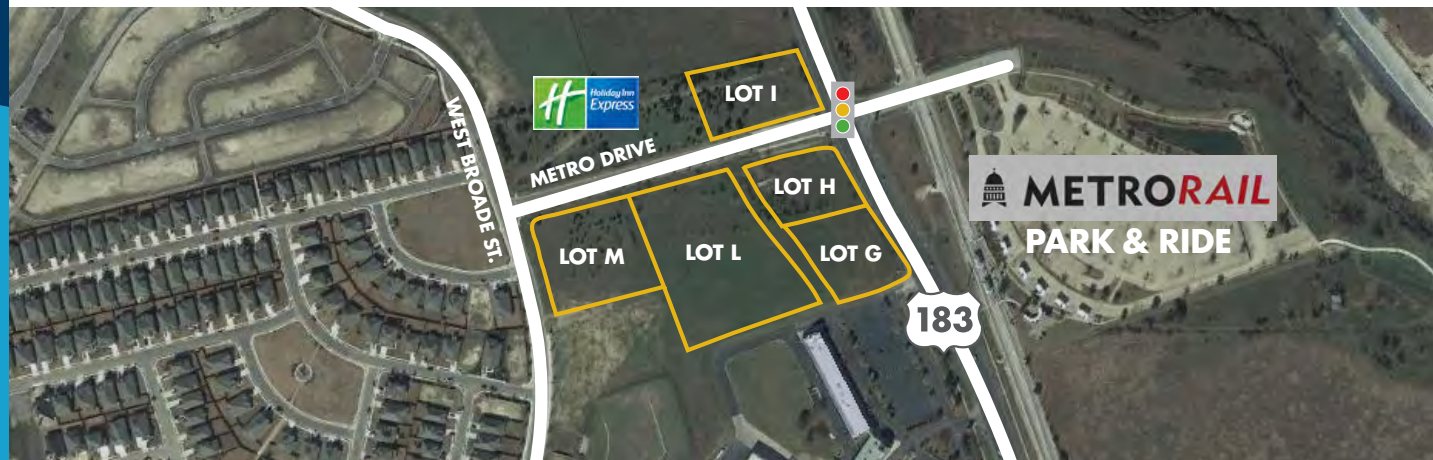 Holiday Inn
Express
LOT I
WEST BROADE ST.
METRO DRIVE
LOT H
LOT M
LOT L
LOT G
METRORAIL
PARK & RIDE
183